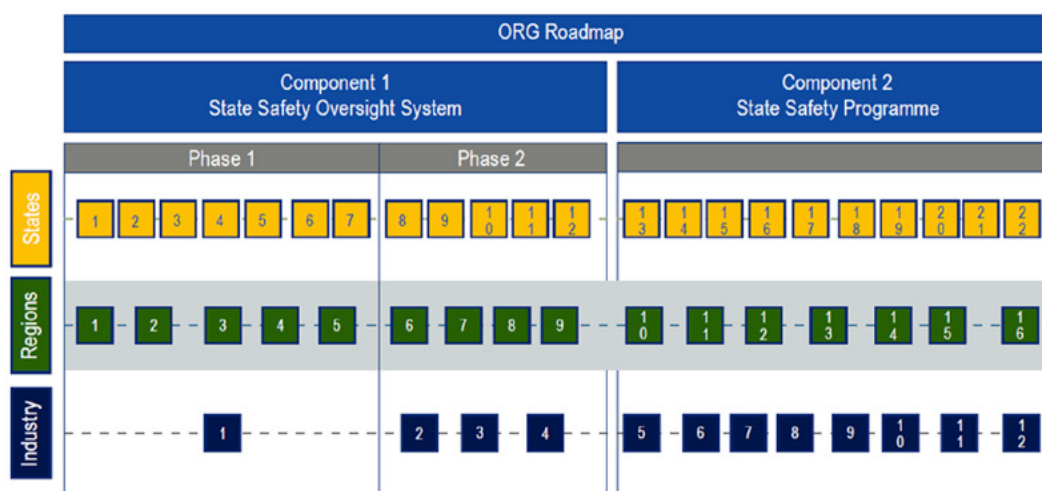 ORG Roadmap
Component 1
State Safety Oversight System
Component 2
State Safety Programme
Phase 1
Phase 2
States
1 2 3 4 5 6 7 8 9 10 11 12 13 14 15 16 17 18 19 20 21 22
Regions
1 2 3 4 5 6 7 8 9 10 11 12 13 14 15 16
Industry
1 2 3 4 5 6 7 8 9 10 11 12